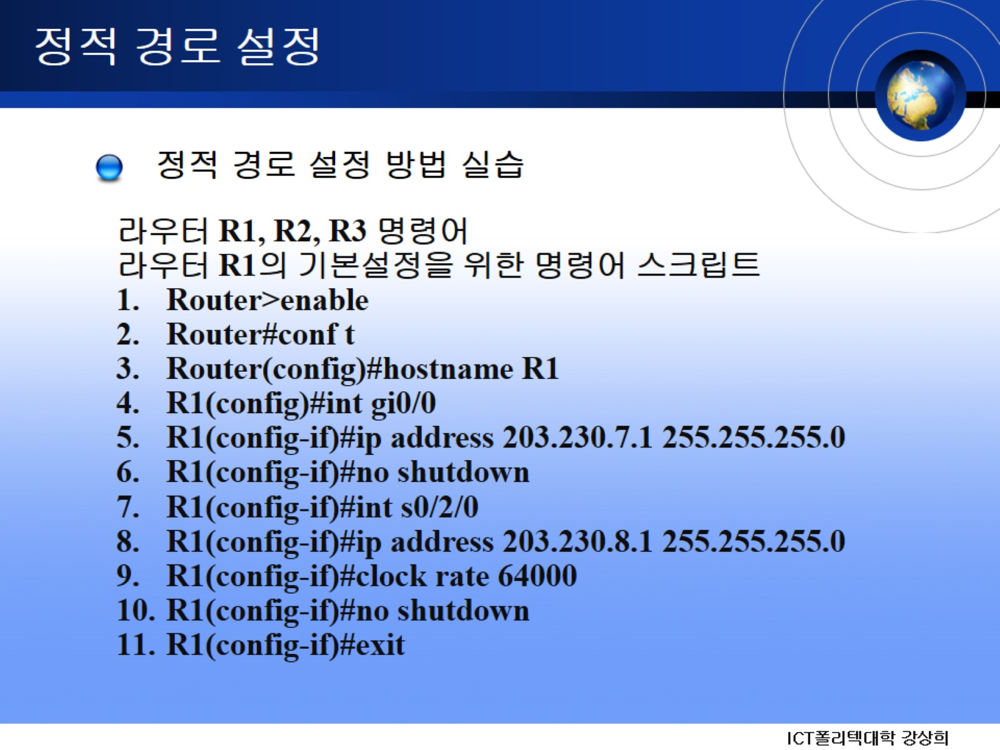 정적 경로 설정
정적 경로 설정 방법 실습
라우터 R1, R2, R3 명령어
라우터 R1의 기본설정을 위한 명령어 스크립트
1. Router>enable
2. Router#conf t
3. Router(config)#hostname R1
4. R1(config)#int gi0/0
5. R1(config-if)#ip address 203.230.7.1 255.255.255.0
6. R1(config-if)#no shutdown
7. R1(config-if)#int s0/2/0
8. R1(config-if)#ip address 203.230.8.1 255.255.255.0
9. R1(config-if)#clock rate 64000
10. R1(config-if)#no shutdown
11. R1(config-if)#exit
ICT폴리텍대학 강상희